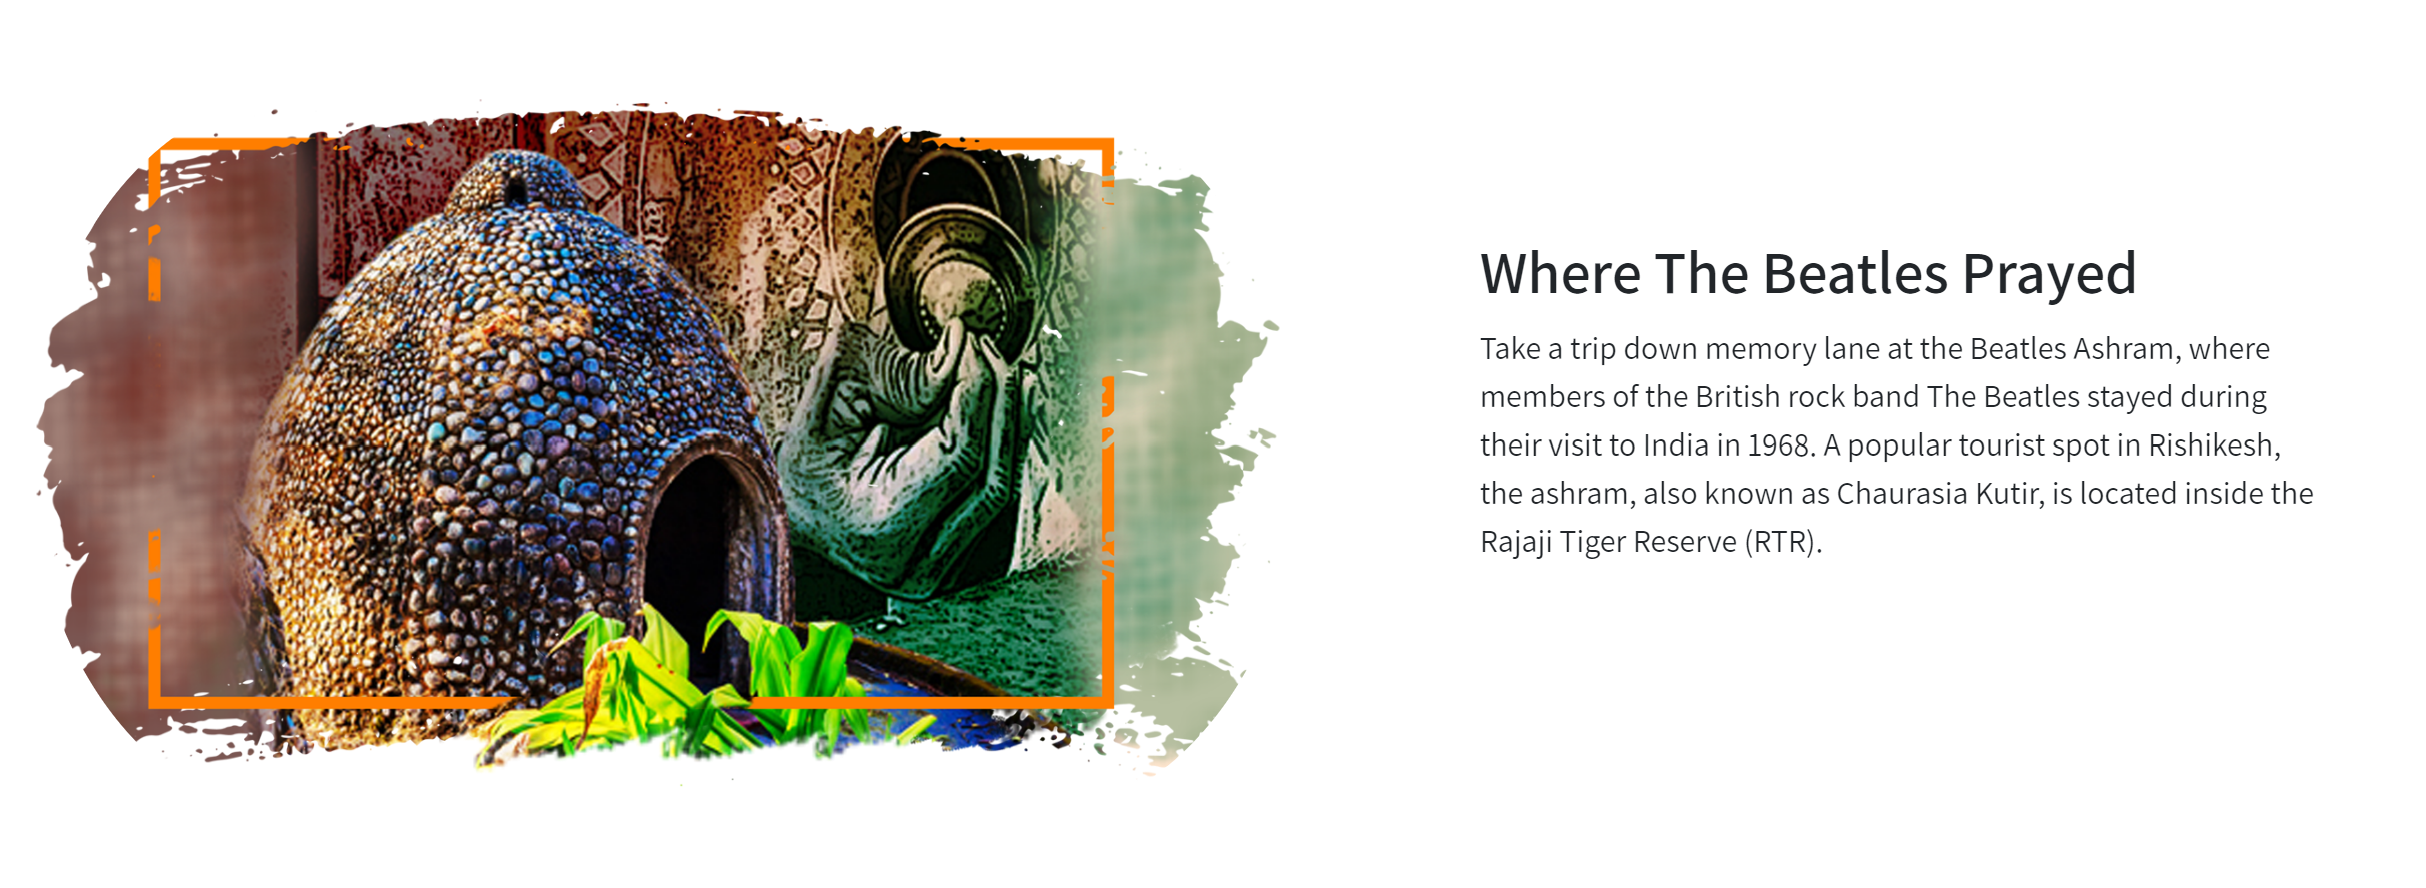 Where The Beatles Prayed
Take a trip down memory lane at the Beatles Ashram, where
members of the British rock band The Beatles stayed during
their visit to India in 1968. A popular tourist spot in Rishikesh,
the ashram, also known as Chaurasia Kutir, is located inside the
Rajaji Tiger Reserve (RTR).